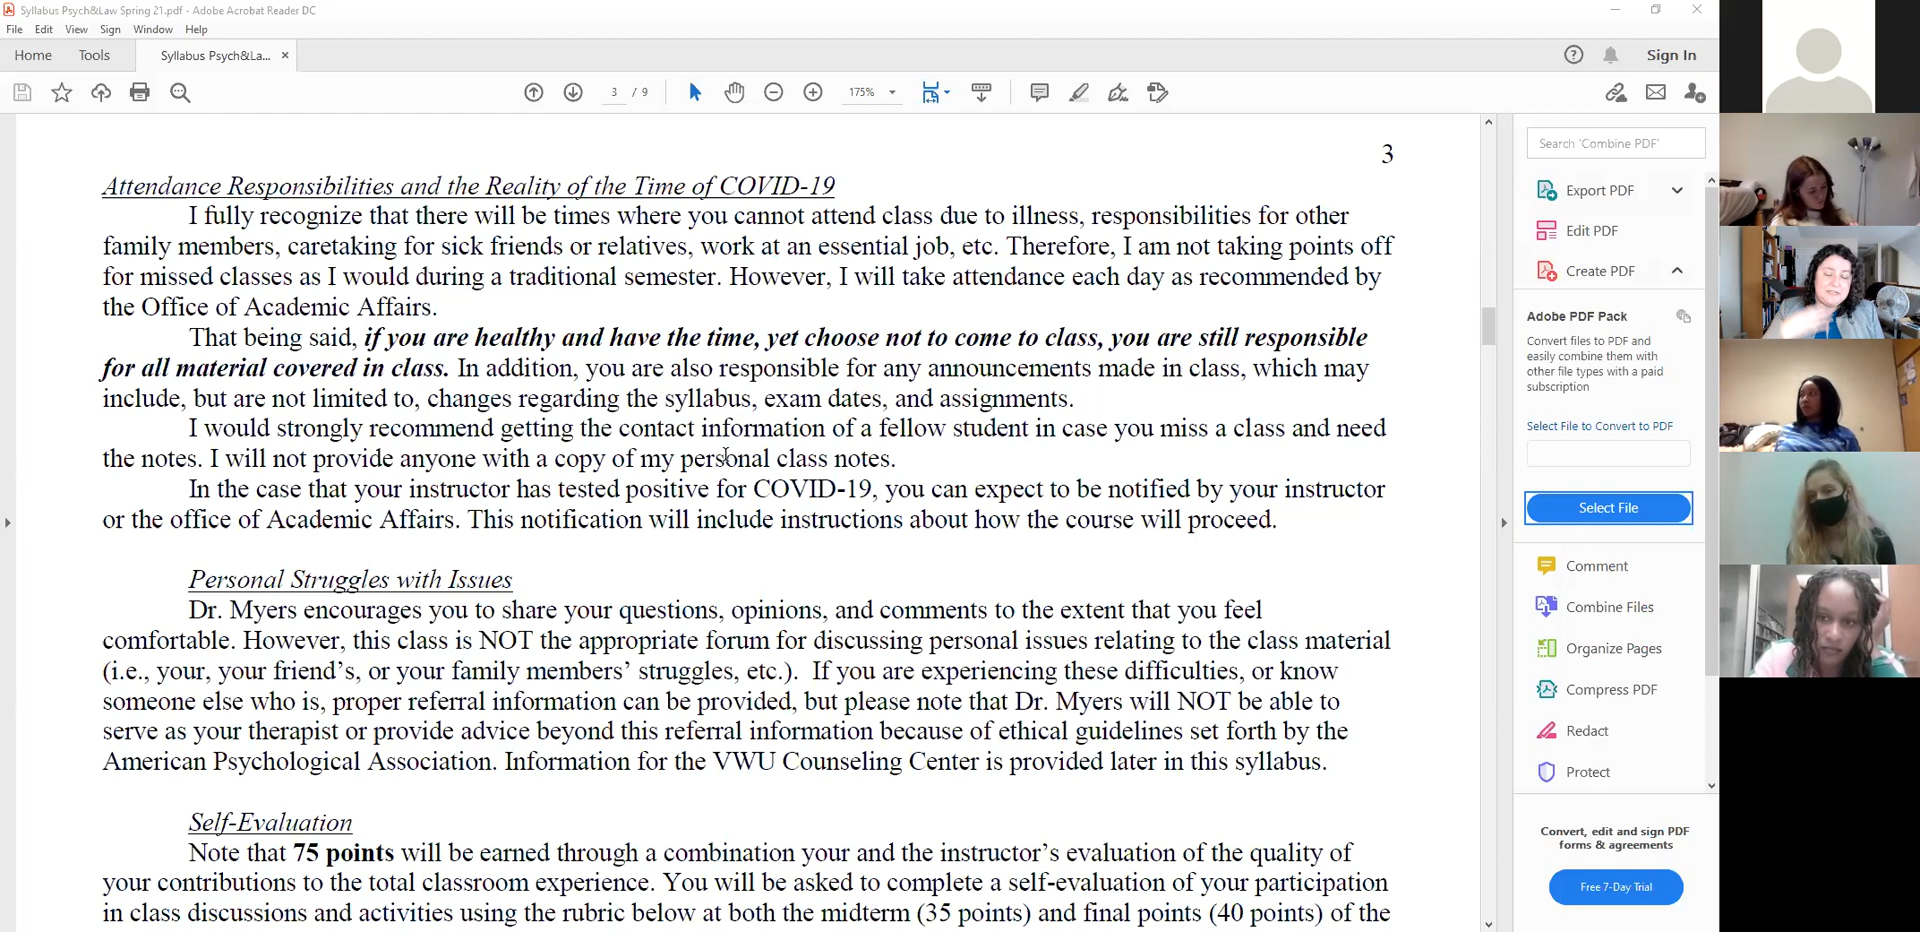 Syllabus Psych&Law Spring 21.pdf - Adobe Acrobat Reader DC
File Edit View Sign Window Help
Home Tools Syllabus Psych&La... × Sign In
3 / 9 175%
3
Attendance Responsibilities and the Reality of the Time of COVID-19
I fully recognize that there will be times where you cannot attend class due to illness, responsibilities for other
family members, caretaking for sick friends or relatives, work at an essential job, etc. Therefore, I am not taking points off
for missed classes as I would during a traditional semester. However, I will take attendance each day as recommended by
the Office of Academic Affairs.
That being said, if you are healthy and have the time, yet choose not to come to class, you are still responsible
for all material covered in class. In addition, you are also responsible for any announcements made in class, which may
include, but are not limited to, changes regarding the syllabus, exam dates, and assignments.
I would strongly recommend getting the contact information of a fellow student in case you miss a class and need
the notes. I will not provide anyone with a copy of my personal class notes.
In the case that your instructor has tested positive for COVID-19, you can expect to be notified by your instructor
or the office of Academic Affairs. This notification will include instructions about how the course will proceed.
Personal Struggles with Issues
Dr. Myers encourages you to share your questions, opinions, and comments to the extent that you feel
comfortable. However, this class is NOT the appropriate forum for discussing personal issues relating to the class material
(i.e., your, your friend's, or your family members' struggles, etc.). If you are experiencing these difficulties, or know
someone else who is, proper referral information can be provided, but please note that Dr. Myers will NOT be able to
serve as your therapist or provide advice beyond this referral information because of ethical guidelines set forth by the
American Psychological Association. Information for the VWU Counseling Center is provided later in this syllabus.
Self-Evaluation
Note that 75 points will be earned through a combination your and the instructor's evaluation of the quality of
your contributions to the total classroom experience. You will be asked to complete a self-evaluation of your participation
in class discussions and activities using the rubric below at both the midterm (35 points) and final points (40 points) of the
Search 'Combine PDF'
Export PDF
Edit PDF
Create PDF
Adobe PDF Pack
Convert files to PDF and
easily combine them with
other file types with a paid
subscription
Select File to Convert to PDF
Select File
Comment
Combine Files
Organize Pages
Compress PDF
Redact
Protect
Convert, edit and sign PDF
forms & agreements
Free 7-Day Trial